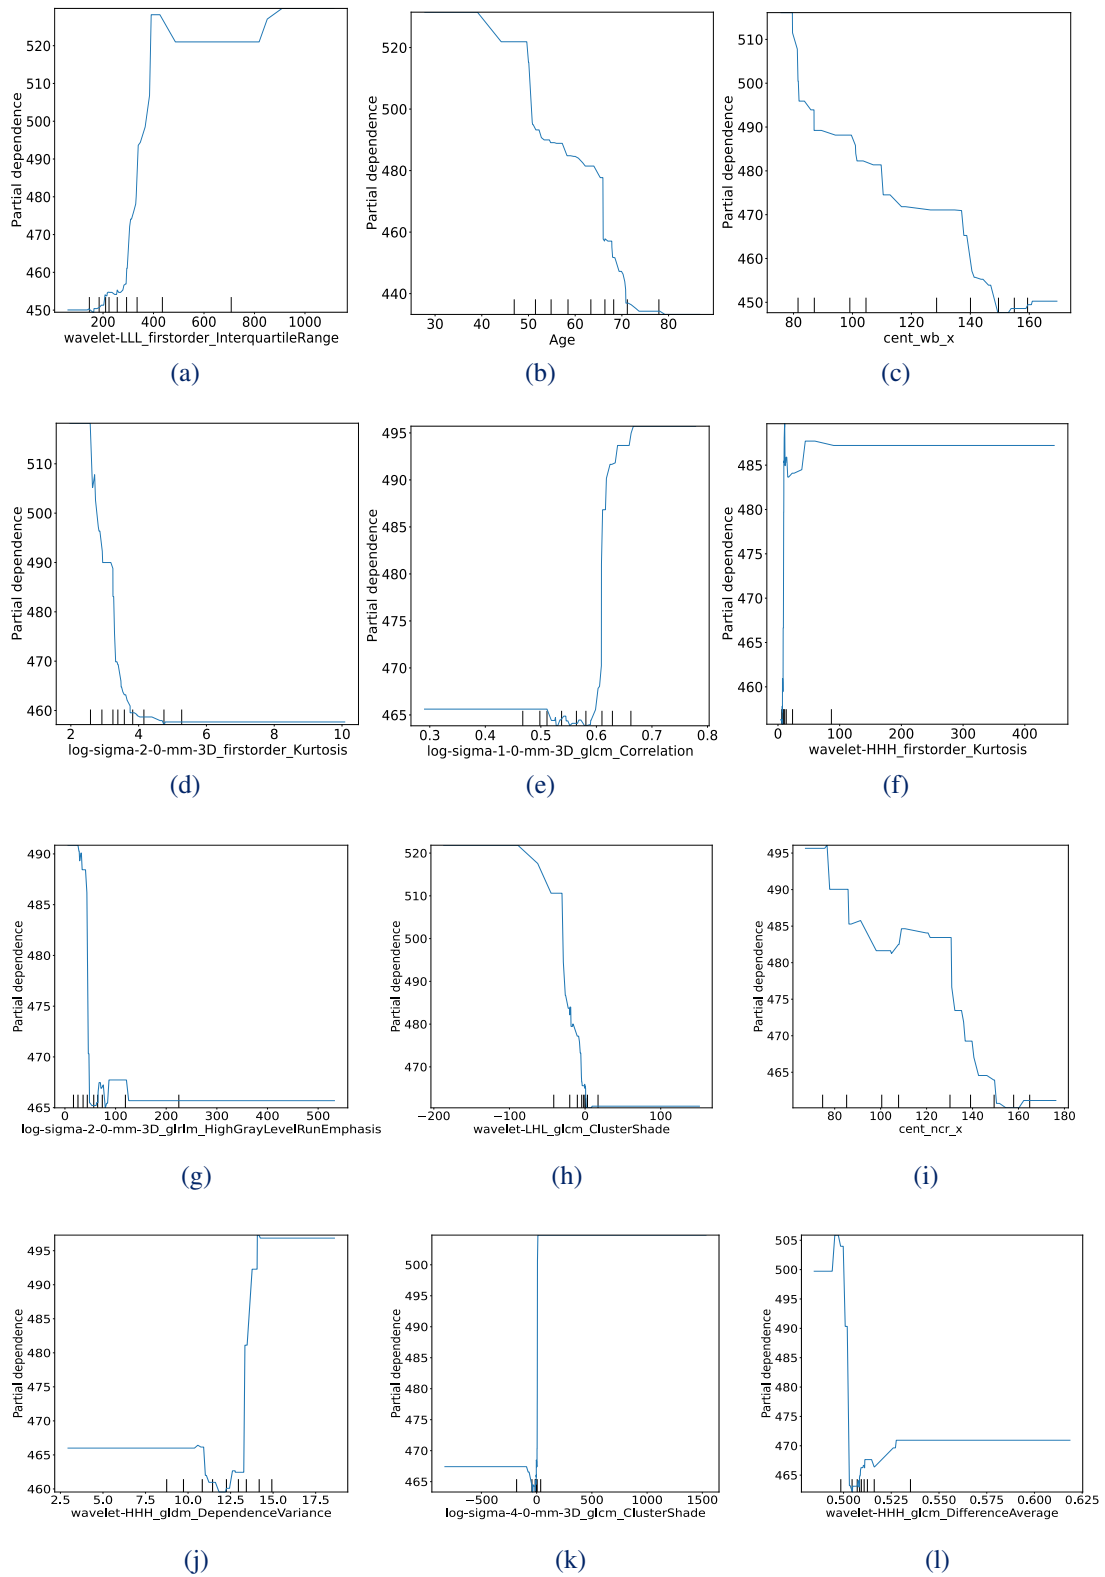 Partial dependence
520
510
500
490
480
470
460
450
200 400 600 800 1000
wavelet-LLL_firstorder_InterquartileRange
(a)
Partial dependence
520
500
480
460
440
30 40 50 60 70 80
Age
(b)
Partial dependence
510
500
490
480
470
460
450
80 100 120 140 160
cent_wb_x
(c)
Partial dependence
510
500
490
480
470
460
2 4 6 8 10
log-sigma-2-0-mm-3D_firstorder_Kurtosis
(d)
Partial dependence
495
490
485
480
475
470
465
0.3 0.4 0.5 0.6 0.7 0.8
log-sigma-1-0-mm-3D_glcm_Correlation
(e)
Partial dependence
485
480
475
470
465
460
0 100 200 300 400
wavelet-HHH_firstorder_Kurtosis
(f)
Partial dependence
490
485
480
475
470
465
0 100 200 300 400 500
log-sigma-2-0-mm-3D_glrlm_HighGrayLevelRunEmphasis
(g)
Partial dependence
520
510
500
490
480
470
−200 −100 0 100
wavelet-LHL_glcm_ClusterShade
(h)
Partial dependence
495
490
485
480
475
470
465
80 100 120 140 160 180
cent_ncr_x
(i)
Partial dependence
495
490
485
480
475
470
465
460
2.5 5.0 7.5 10.0 12.5 15.0 17.5
wavelet-HHH_gldm_DependenceVariance
(j)
Partial dependence
500
495
490
485
480
475
470
465
−500 0 500 1000 1500
log-sigma-4-0-mm-3D_glcm_ClusterShade
(k)
Partial dependence
505
500
495
490
485
480
475
470
465
0.500 0.525 0.550 0.575 0.600 0.625
wavelet-HHH_glcm_DifferenceAverage
(l)